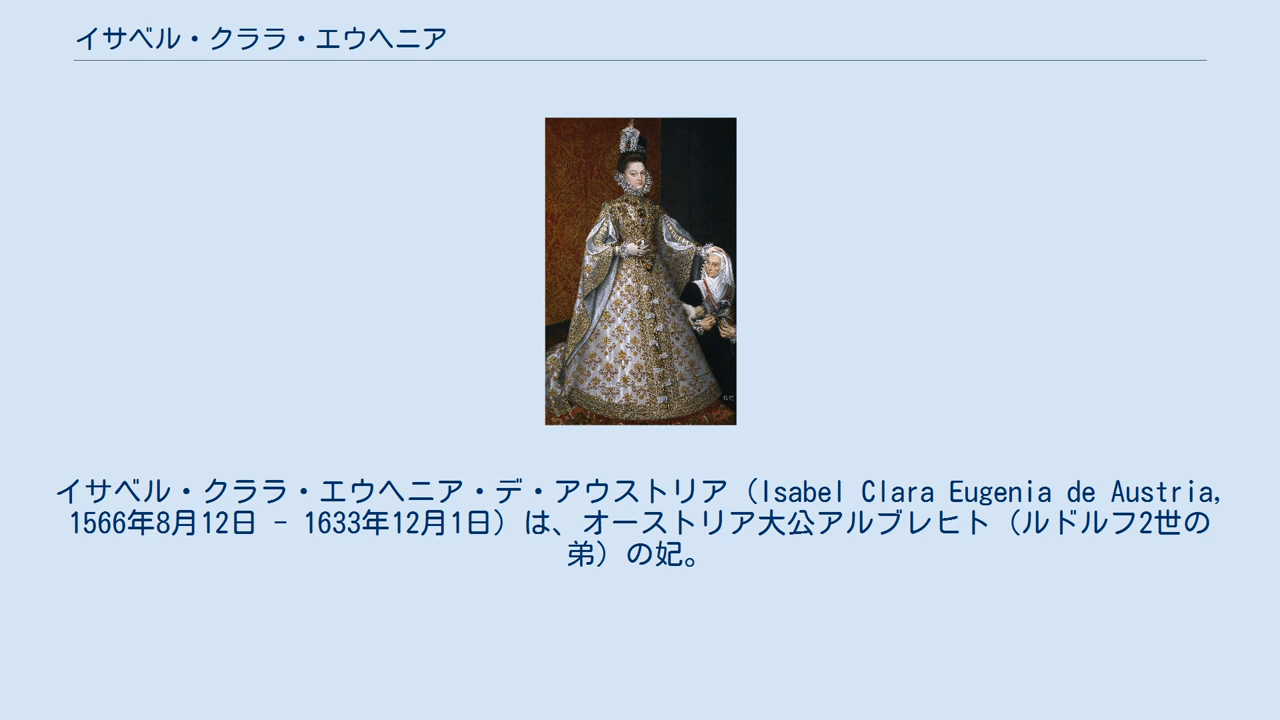 イサベル・クララ・エウヘニア
イサベル・クララ・エウヘニア・デ・アウストリア（Isabel Clara Eugenia de Austria,
1566年8月12日 - 1633年12月1日）は、オーストリア大公アルブレヒト（ルドルフ2世の
弟）の妃。